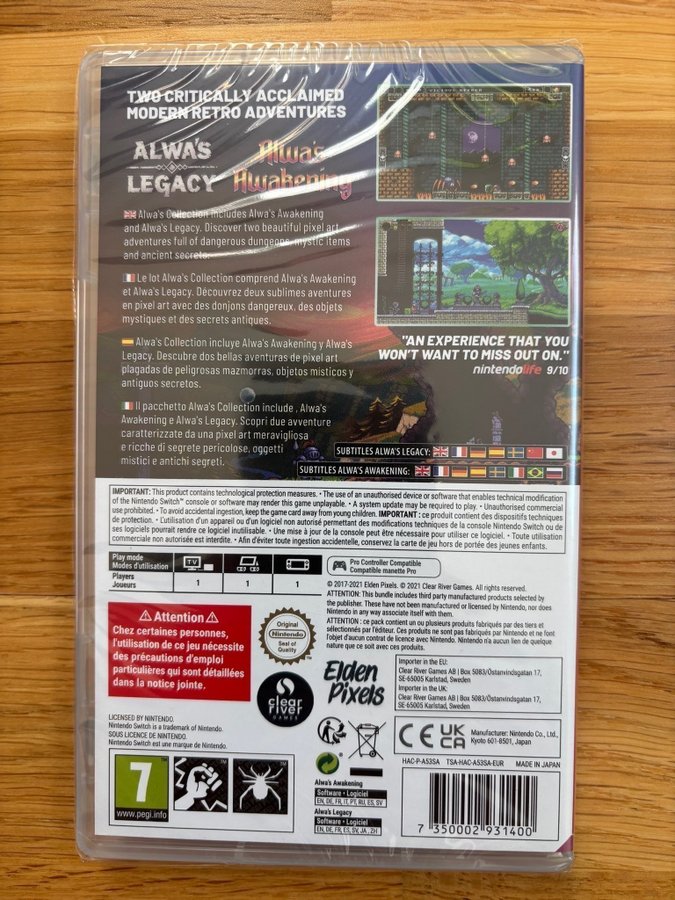 TWO CRITICALLY ACCLAIMED
MODERN RETRO ADVENTURES
ALWA'S
LEGACY
Alwa's
Awakening
Alwa's Collection includes Alwa's Awakening
and Alwa's Legacy. Discover two beautiful pixel art
adventures full of dangerous dungeons, mystic items
and ancient secrets.
Le lot Alwa's Collection comprend Alwa's Awakening
et Alwa's Legacy. Découvrez deux sublimes aventures
en pixel art avec des donjons dangereux, des objets
mystiques et des secrets antiques.
Alwa's Collection incluye Alwa's Awakening y Alwa's
Legacy. Descubre dos bellas aventuras de pixel art
plagadas de peligrosas mazmorras, objetos místicos y
antiguos secretos.
Il pacchetto Alwa's Collection include , Alwa's
Awakening e Alwa's Legacy. Scopri due avventure
caratterizzate da una pixel art meravigliosa
e ricche di segrete pericolose, oggetti
mistici e antichi segreti.
"AN EXPERIENCE THAT YOU
WON'T WANT TO MISS OUT ON."
nintendolife 9/10
SUBTITLES ALWA'S LEGACY:
SUBTITLES ALWA'S AWAKENING:
IMPORTANT: This product contains technological protection measures. • The use of an unauthorised device or software that enables technical modification
of the Nintendo Switch™ console or software may render this game unplayable. • A system update may be required to play. • Unauthorised commercial
use prohibited. • To avoid accidental ingestion, keep the game card away from young children. IMPORTANT: ce produit contient des dispositifs techniques
de protection. • L'utilisation d'un appareil ou d'un logiciel non autorisé permettant des modifications techniques de la console Nintendo Switch ou de
ses logiciels pourrait rendre ce logiciel inutilisable. • Une mise à jour de la console peut être nécessaire pour utiliser ce logiciel. • Toute utilisation
commerciale non autorisée est interdite. • Afin d'éviter toute ingestion accidentelle, conservez la carte de jeu hors de portée des jeunes enfants.
Play mode
Modes d'utilisation
TV
Players
Joueurs
1
1
1
Pro Controller Compatible
Compatible manette Pro
© 2017-2021 Elden Pixels. © 2021 Clear River Games. All rights reserved.
ATTENTION: This bundle includes third party manufactured products selected by
the publisher. These have not been manufactured or licensed by Nintendo, nor does
Nintendo in any way associate itself with them.
ATTENTION : ce pack contient un ou plusieurs produits fabriqués par des tiers et
sélectionnés par l'éditeur. Ces produits ne sont pas fabriqués par Nintendo et ne font
l'objet d'aucun contrat de licence avec Nintendo. Nintendo n'a aucun lien de quelque
nature que ce soit avec ces produits.
Attention
Chez certaines personnes,
l'utilisation de ce jeu nécessite
des précautions d'emploi
particulières qui sont détaillées
dans la notice jointe.
Original
Nintendo
Seal of
Quality
clear
river
GAMES
Elden
Pixels
Importer in the EU:
Clear River Games AB | Box 5083/Östanvindsgatan 17,
SE-65005 Karlstad, Sweden
Importer in the UK:
Clear River Games AB | Box 5083/Östanvindsgatan 17,
SE-65005 Karlstad, Sweden
LICENSED BY NINTENDO.
Nintendo Switch is a trademark of Nintendo.
SOUS LICENCE DE NINTENDO.
Nintendo Switch est une marque de Nintendo.
CE
UK
CA
Manufacturer: Nintendo Co., Ltd.,
Kyoto 601-8501, Japan
HAC-P-A53SA TSA-HAC-A53SA-EUR MADE IN JAPAN
7
www.pegi.info
Alwa's Awakening
Software • Logiciel
EN, DE, FR, IT, PT, RU, ES, SV
Alwa's Legacy
Software • Logiciel
EN, DE, FR, ES, SV, JA, ZH
7 350002 931400